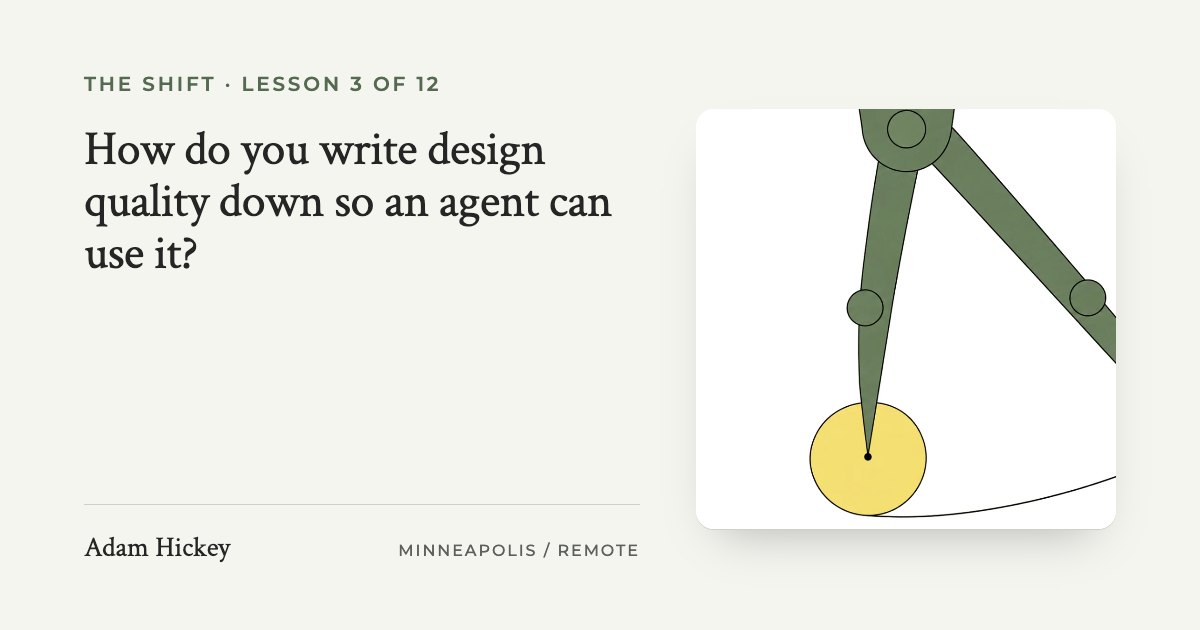 THE SHIFT · LESSON 3 OF 12
How do you write design
quality down so an agent can
use it?
Adam Hickey
MINNEAPOLIS / REMOTE